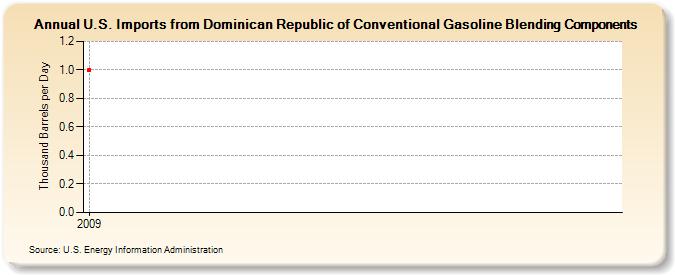 Annual U.S. Imports from Dominican Republic of Conventional Gasoline Blending Components
Thousand Barrels per Day
1.2
1.0
0.8
0.6
0.4
0.2
0.0
2009
Source: U.S. Energy Information Administration